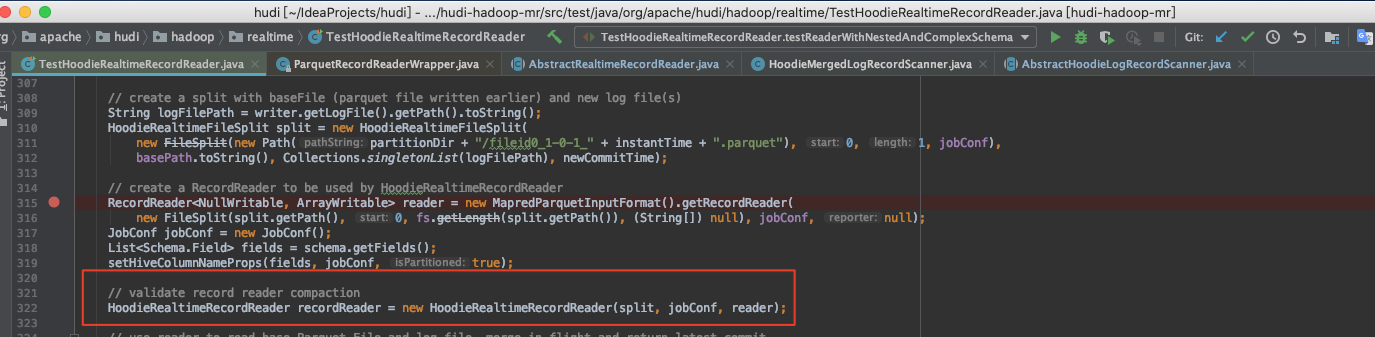 hudi [~/IdeaProjects/hudi] - .../hudi-hadoop-mr/src/test/java/org/apache/hudi/hadoop/realtime/TestHoodieRealtimeRecordReader.java [hudi-hadoop-mr]
rg apache hudi hadoop realtime TestHoodieRealtimeRecordReader TestHoodieRealtimeRecordReader.testReaderWithNestedAndComplexSchema Git:
TestHoodieRealtimeRecordReader.java ParquetRecordReaderWrapper.java AbstractRealtimeRecordReader.java HoodieMergedLogRecordScanner.java AbstractHoodieLogRecordScanner.java
1: Project
307
308 // create a split with baseFile (parquet file written earlier) and new log file(s)
309 String logFilePath = writer.getLogFile().getPath().toString();
310 HoodieRealtimeFileSplit split = new HoodieRealtimeFileSplit(
311 new FileSplit(new Path( pathString: partitionDir + "/fileid0_1-0-1_" + instantTime + ".parquet"), start: 0, length: 1, jobConf),
312 basePath.toString(), Collections.singletonList(logFilePath), newCommitTime);
313
314 // create a RecordReader to be used by HoodieRealtimeRecordReader
315 RecordReader<NullWritable, ArrayWritable> reader = new MapredParquetInputFormat().getRecordReader(
316 new FileSplit(split.getPath(), start: 0, fs.getLength(split.getPath()), (String[]) null), jobConf, reporter: null);
317 JobConf jobConf = new JobConf();
318 List<Schema.Field> fields = schema.getFields();
319 setHiveColumnNameProps(fields, jobConf, isPartitioned: true);
320
321 // validate record reader compaction
322 HoodieRealtimeRecordReader recordReader = new HoodieRealtimeRecordReader(split, jobConf, reader);
323